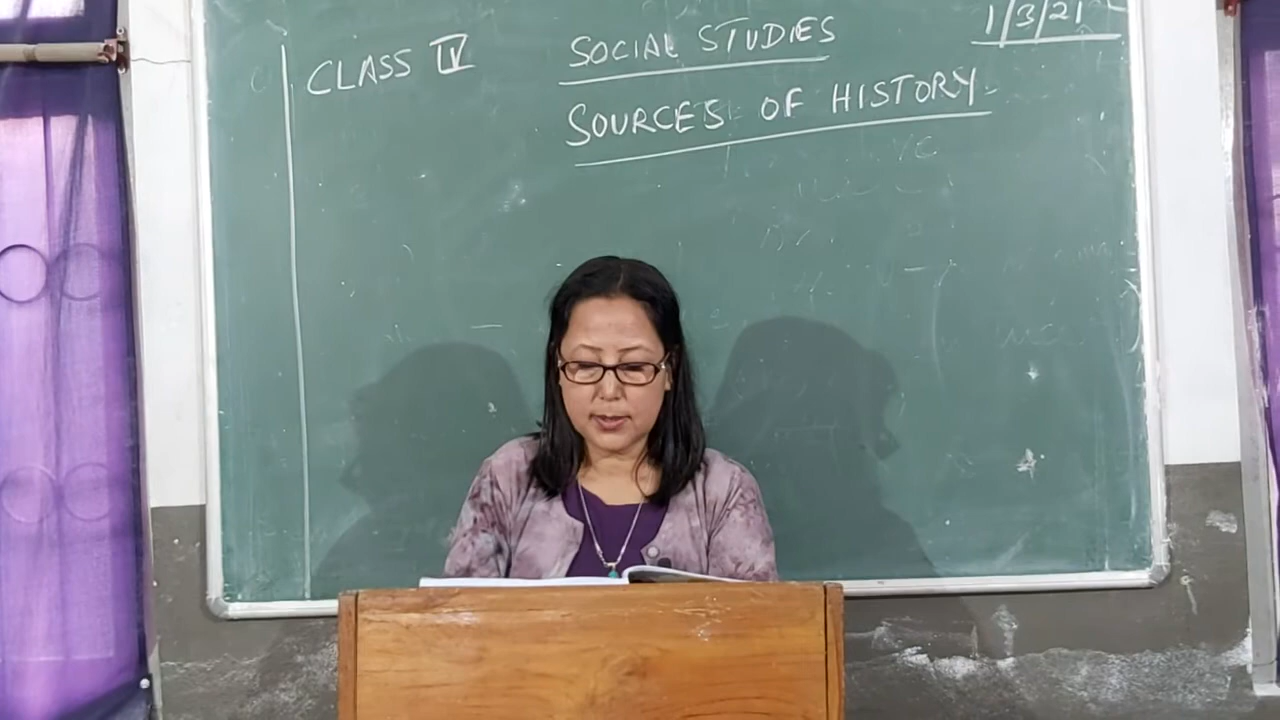 CLASS IV SOCIAL STUDIES 1/3/21
SOURCES OF HISTORY